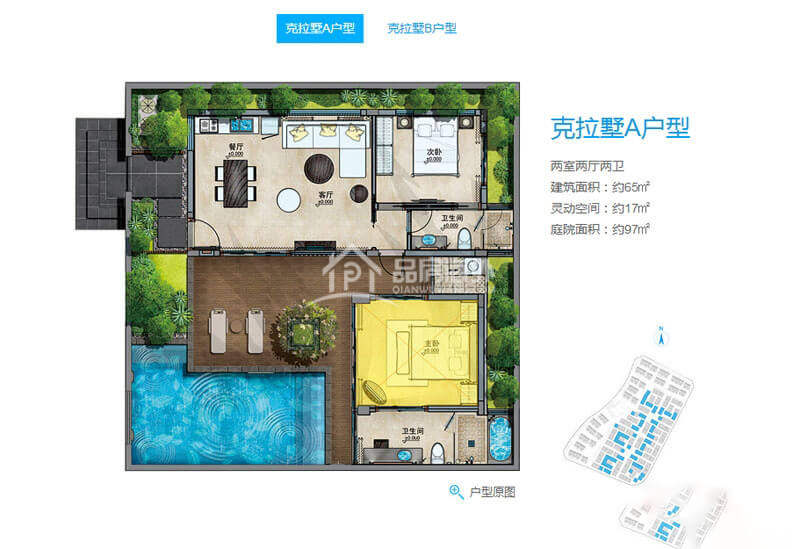 克拉墅A户型
克拉墅B户型
克拉墅A户型
两室两厅两卫
建筑面积：约65㎡
灵动空间：约17㎡
庭院面积：约97㎡
餐厅
±0.000
客厅
±0.000
次卧
±0.000
卫生间
±0.000
品房
QIANWU
主卧
±0.000
卫生间
±0.000
N
户型原图